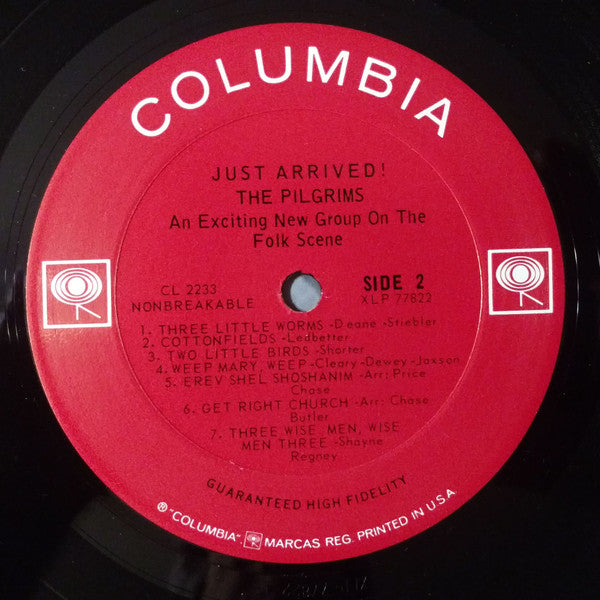 COLUMBIA
JUST ARRIVED!
THE PILGRIMS
An Exciting New Group On The
Folk Scene
CL 2233
NONBREAKABLE
SIDE 2
XLP 77822
1. THREE LITTLE WORMS -Deane -Stiebler
2. COTTONFIELDS -Ledbetter
3. TWO LITTLE BIRDS -Shorter
4. WEEP MARY, WEEP -Cleary-Dewey-Jaxson
5. EREV SHEL SHOSHANIM -Arr: Price
Chase
6. GET RIGHT CHURCH -Arr: Chase
Butler
7. THREE WISE, MEN, WISE
MEN THREE -Shayne
Regney
GUARANTEED HIGH FIDELITY
® "COLUMBIA", MARCAS REG. PRINTED IN U.S.A.